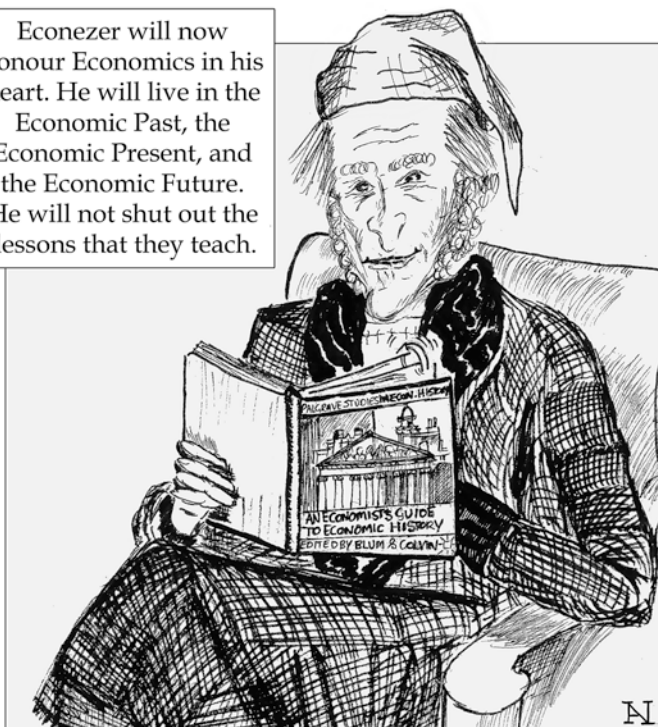 Econezer will now
onour Economics in his
eart. He will live in the
Economic Past, the
Economic Present, and
the Economic Future.
He will not shut out the
lessons that they teach.
PALGRAVE STUDIES IN ECON. HISTORY
AN ECONOMIST'S GUIDE
TO ECONOMIC HISTORY
EDITED BY BLUM & COLVIN